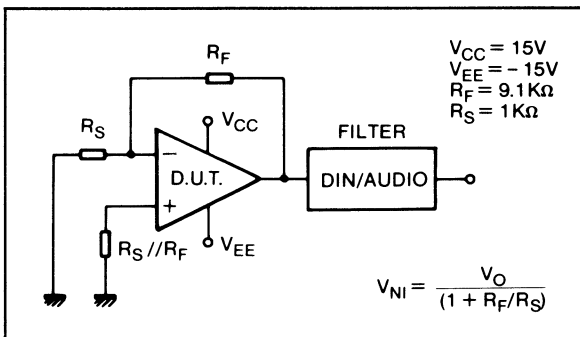 R_F
V_CC = 15V
V_EE = - 15V
R_F = 9.1KΩ
R_S = 1KΩ
R_S
V_CC
FILTER
−
D.U.T.
DIN/AUDIO
+
R_S//R_F
V_EE
V_NI = V_O / (1 + R_F/R_S)